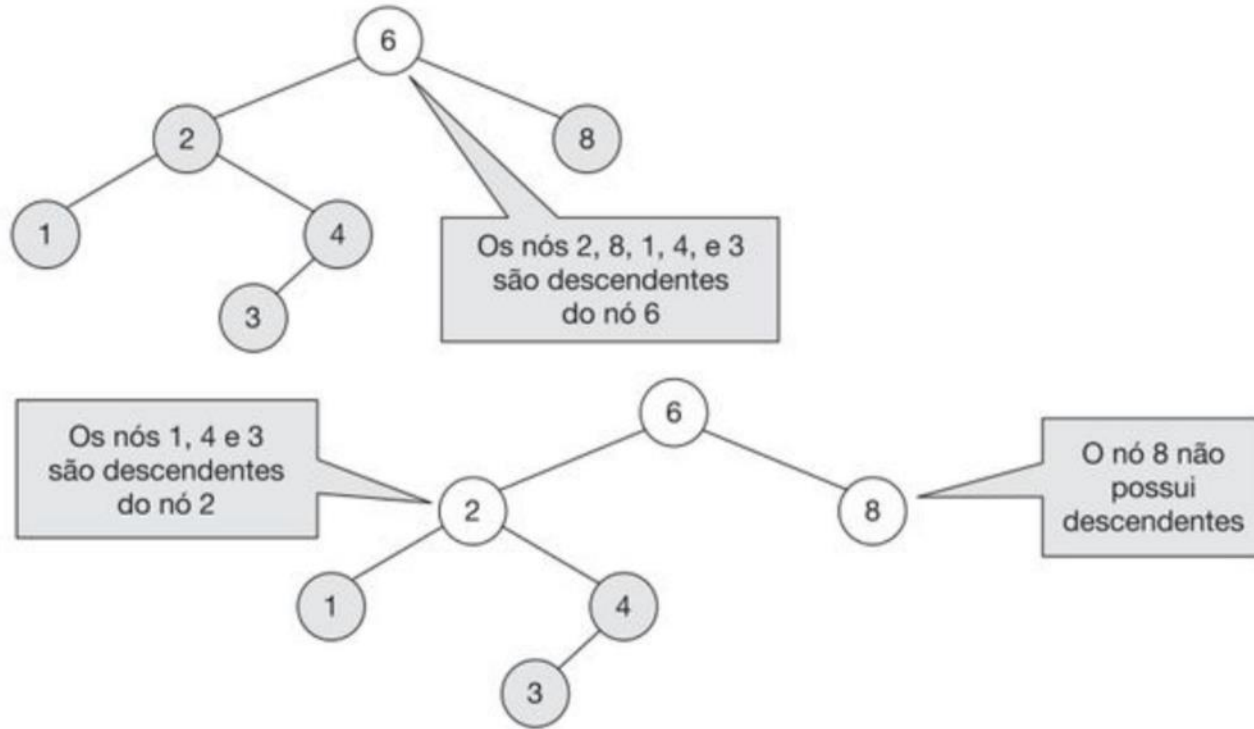 6
2
8
1
4
3
Os nós 2, 8, 1, 4, e 3
são descendentes
do nó 6
Os nós 1, 4 e 3
são descendentes
do nó 2
6
2
8
1
4
3
O nó 8 não
possui
descendentes